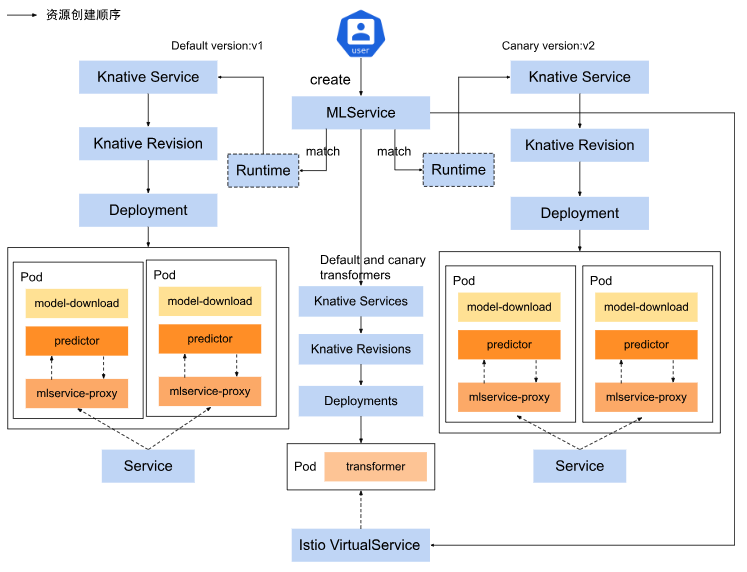 资源创建顺序
user
create
MLService
match
match
Default version:v1
Knative Service
Knative Revision
Runtime
Deployment
Pod
model-download
predictor
mlservice-proxy
Pod
model-download
predictor
mlservice-proxy
Service
Default and canary
transformers
Knative Services
Knative Revisions
Deployments
Pod
transformer
Istio VirtualService
Canary version:v2
Knative Service
Knative Revision
Runtime
Deployment
Pod
model-download
predictor
mlservice-proxy
Pod
model-download
predictor
mlservice-proxy
Service